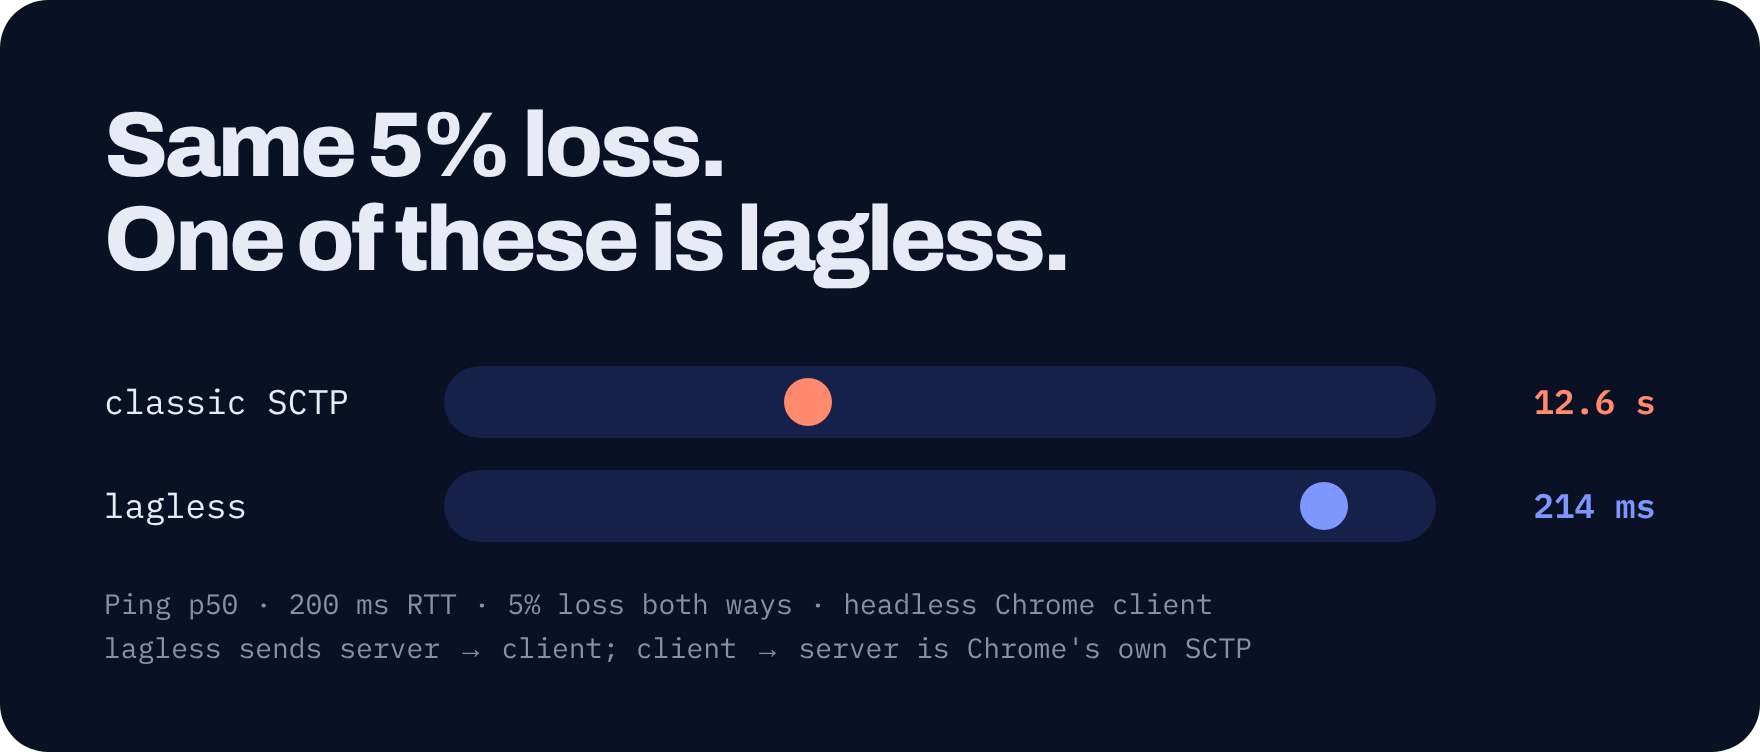 Same 5% loss.
One of these is lagless.
classic SCTP 12.6 s
lagless 214 ms
Ping p50 · 200 ms RTT · 5% loss both ways · headless Chrome client
lagless sends server → client; client → server is Chrome's own SCTP